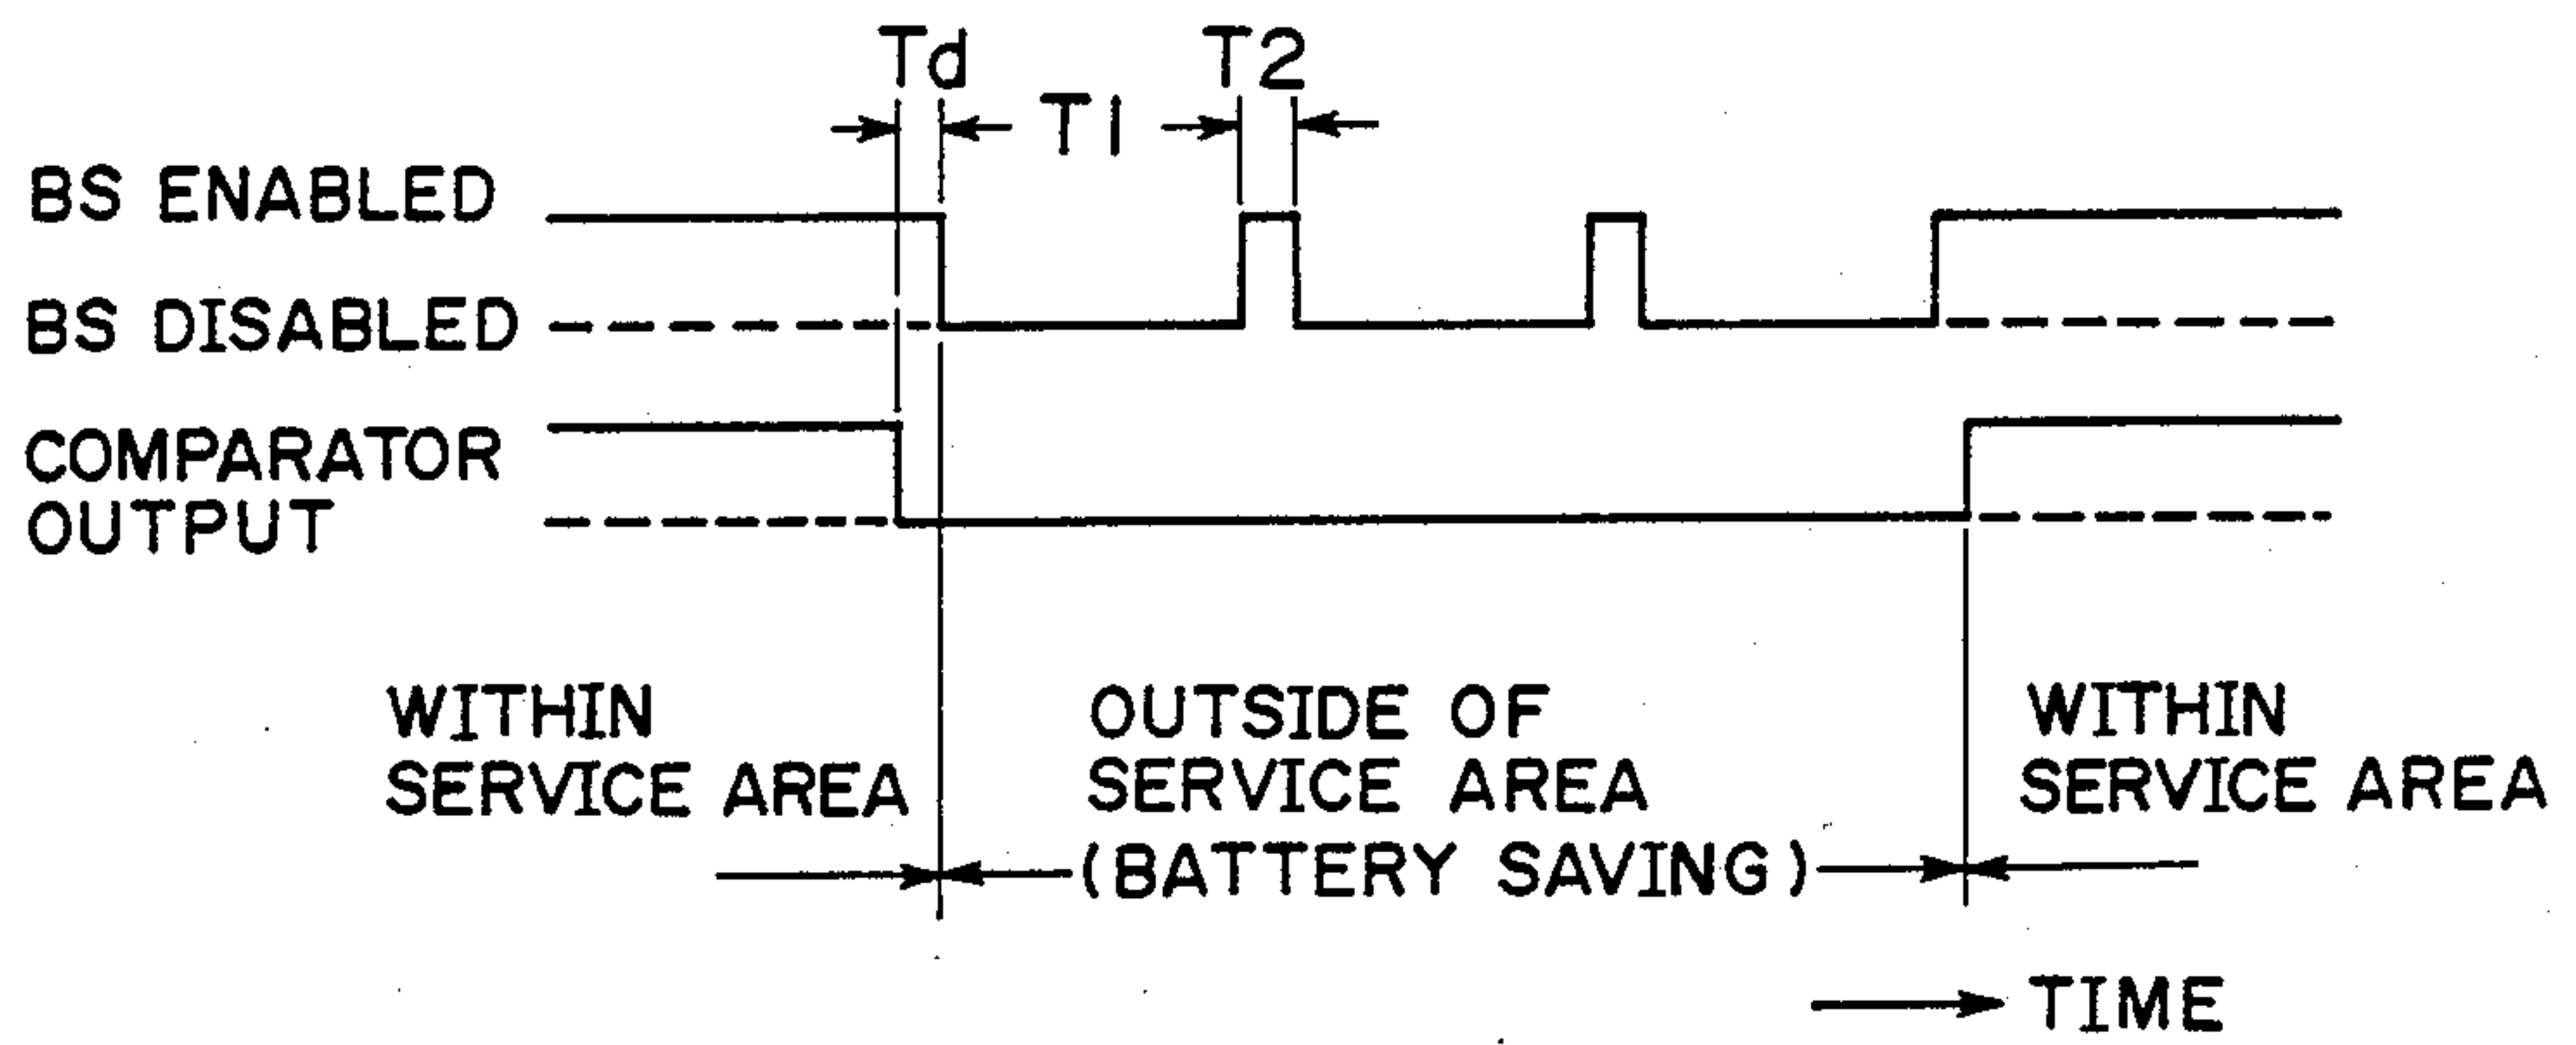 Td
T2
T1
BS ENABLED
BS DISABLED
COMPARATOR
OUTPUT
WITHIN
SERVICE AREA
OUTSIDE OF
SERVICE AREA
(BATTERY SAVING)
WITHIN
SERVICE AREA
TIME